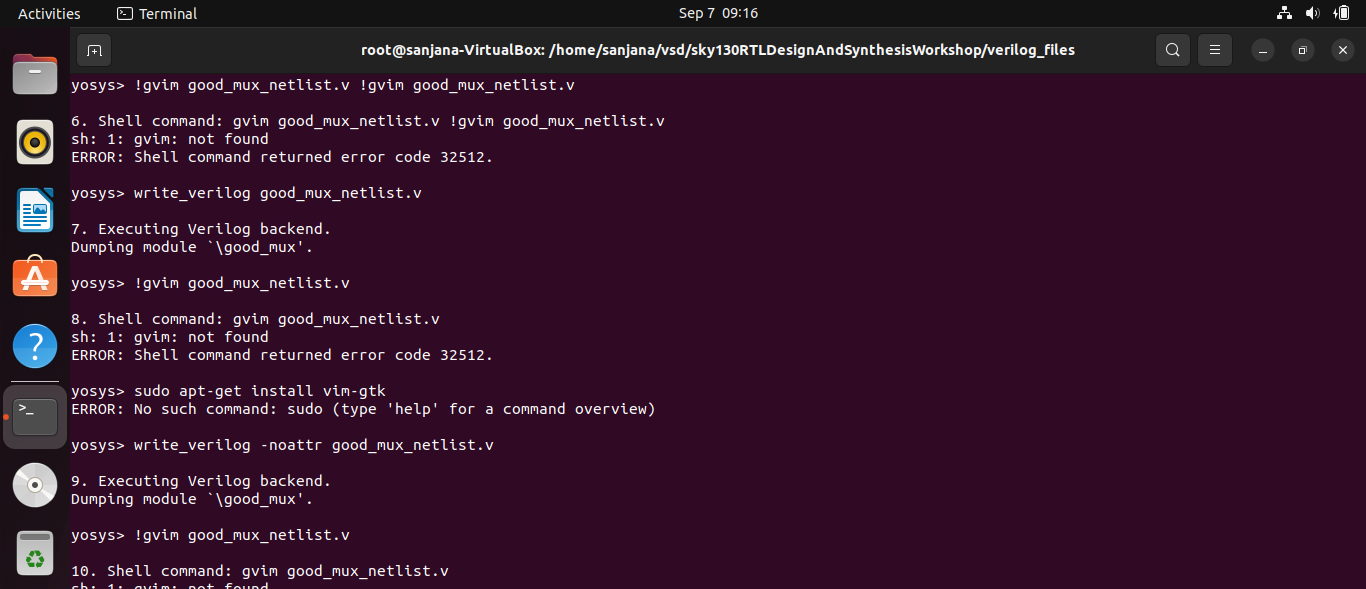 Activities
Terminal
Sep 7 09:16
root@sanjana-VirtualBox: /home/sanjana/vsd/sky130RTLDesignAndSynthesisWorkshop/verilog_files
yosys> !gvim good_mux_netlist.v !gvim good_mux_netlist.v
6. Shell command: gvim good_mux_netlist.v !gvim good_mux_netlist.v
sh: 1: gvim: not found
ERROR: Shell command returned error code 32512.
yosys> write_verilog good_mux_netlist.v
7. Executing Verilog backend.
Dumping module `\good_mux'.
yosys> !gvim good_mux_netlist.v
8. Shell command: gvim good_mux_netlist.v
sh: 1: gvim: not found
ERROR: Shell command returned error code 32512.
yosys> sudo apt-get install vim-gtk
ERROR: No such command: sudo (type 'help' for a command overview)
yosys> write_verilog -noattr good_mux_netlist.v
9. Executing Verilog backend.
Dumping module `\good_mux'.
yosys> !gvim good_mux_netlist.v
10. Shell command: gvim good_mux_netlist.v
sh: 1: gvim: not found